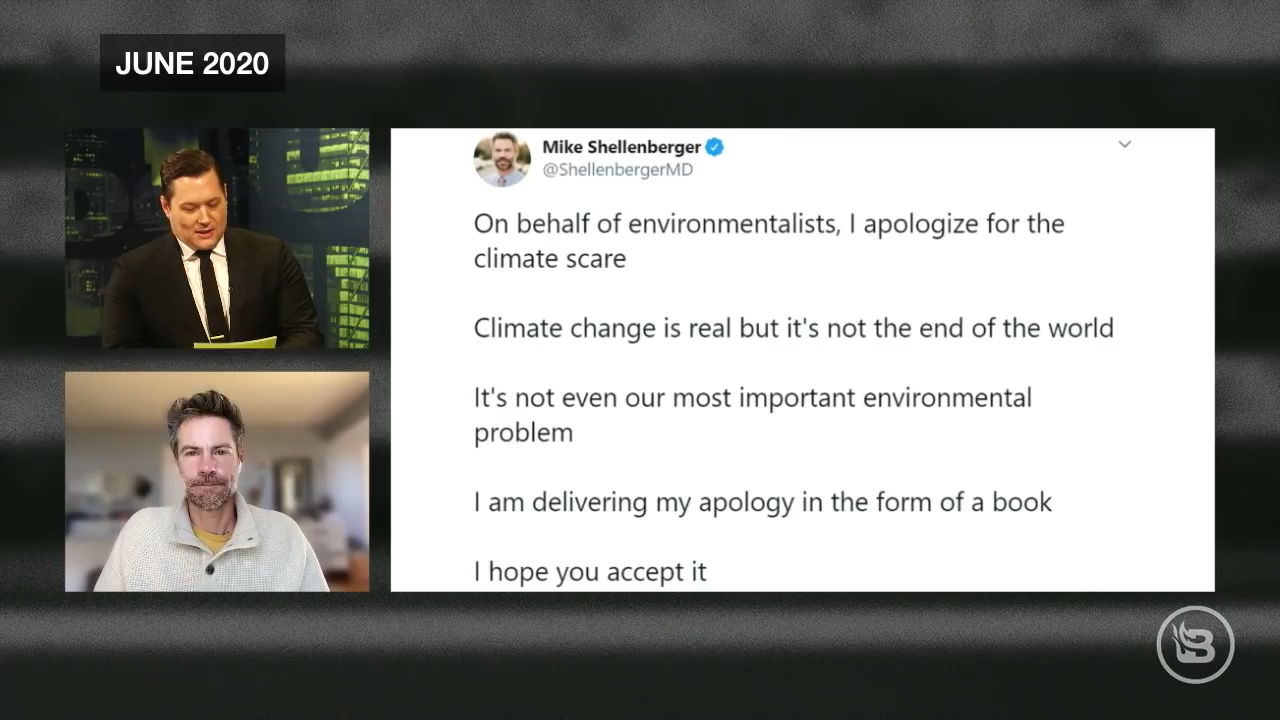 JUNE 2020
Mike Shellenberger
@ShellenbergerMD
On behalf of environmentalists, I apologize for the
climate scare
Climate change is real but it's not the end of the world
It's not even our most important environmental
problem
I am delivering my apology in the form of a book
I hope you accept it